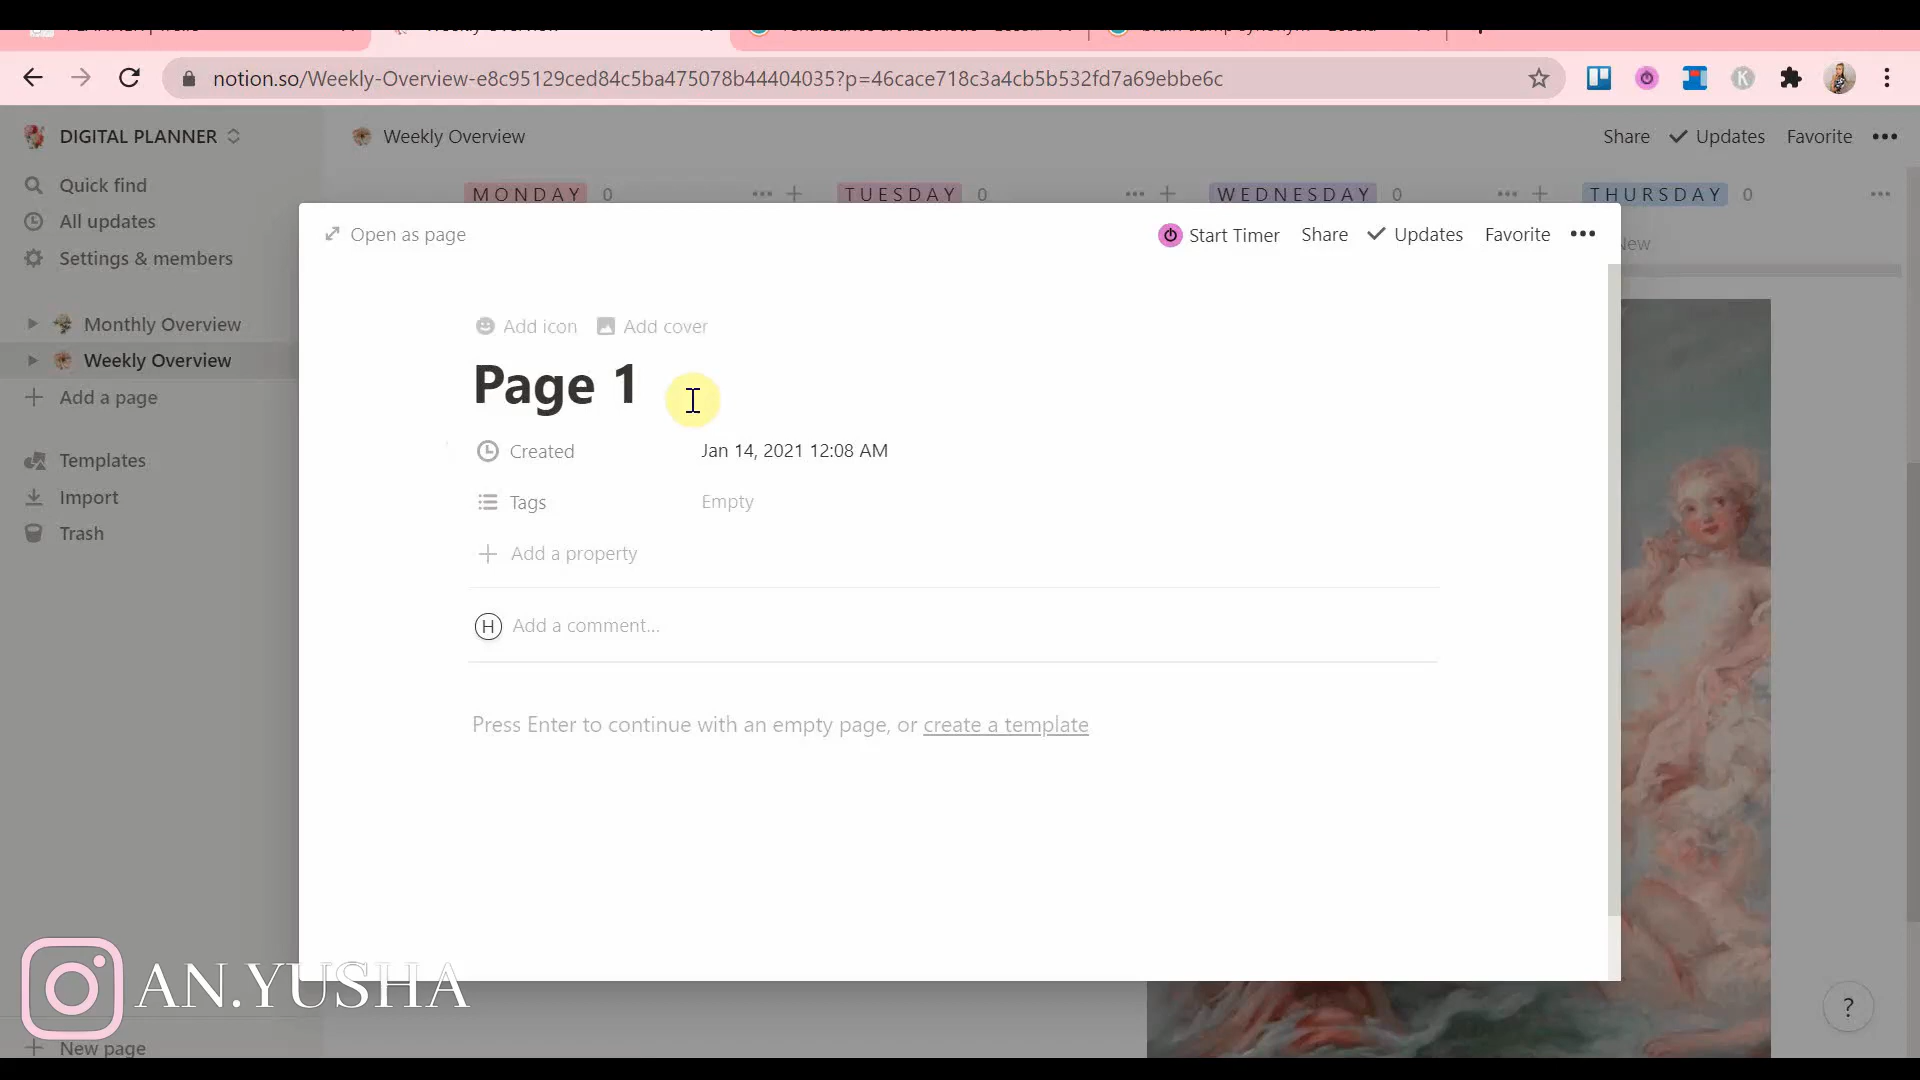 notion.so/Weekly-Overview-e8c95129ced84c5ba475078b44404035?p=46cace718c3a4cb5b532fd7a69ebbe6c
K
DIGITAL PLANNER
Weekly Overview
Share
Updates
Favorite
Quick find
All updates
Settings & members
Monthly Overview
Weekly Overview
Add a page
Templates
Import
Trash
New page
MONDAY 0
TUESDAY 0
WEDNESDAY 0
THURSDAY 0
New
Open as page
Start Timer
Share
Updates
Favorite
Add icon
Add cover
Page 1
Created Jan 14, 2021 12:08 AM
Tags Empty
Add a property
H Add a comment...
Press Enter to continue with an empty page, or create a template
AN.YUSHA
?